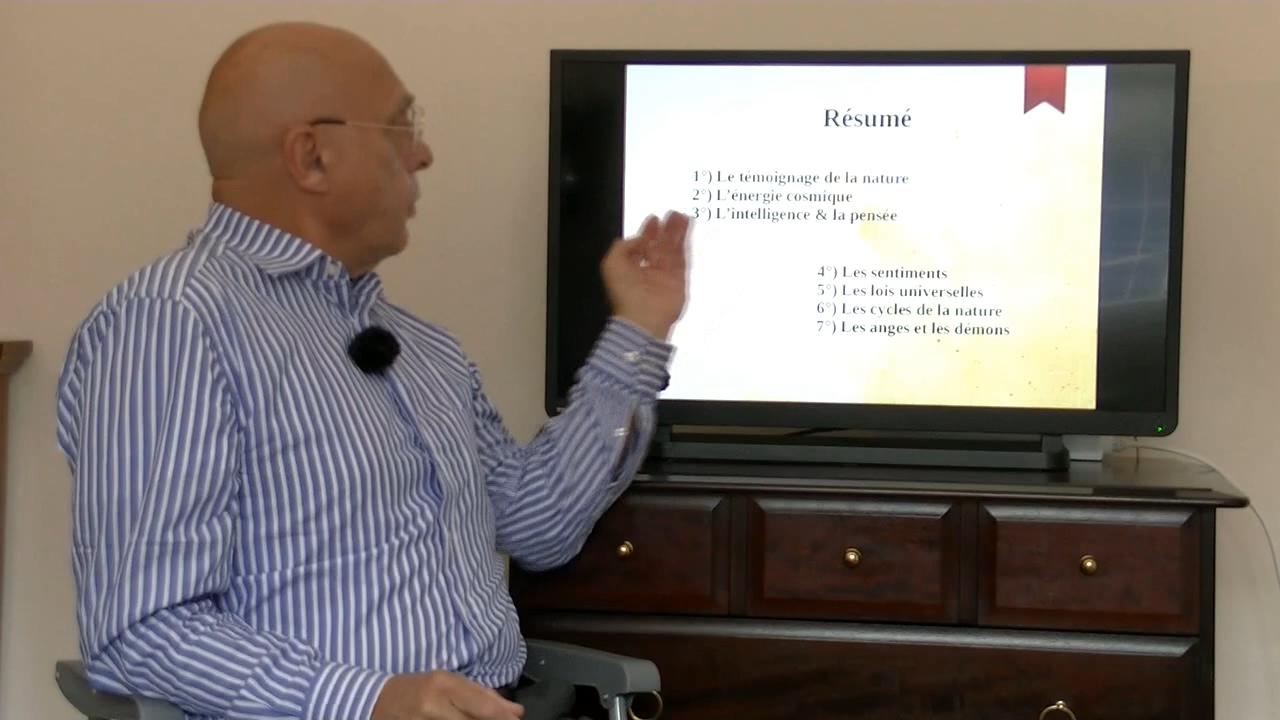 Résumé
1°) Le témoignage de la nature
2°) L'énergie cosmique
3°) L'intelligence & la pensée
4°) Les sentiments
5°) Les lois universelles
6°) Les cycles de la nature
7°) Les anges et les démons